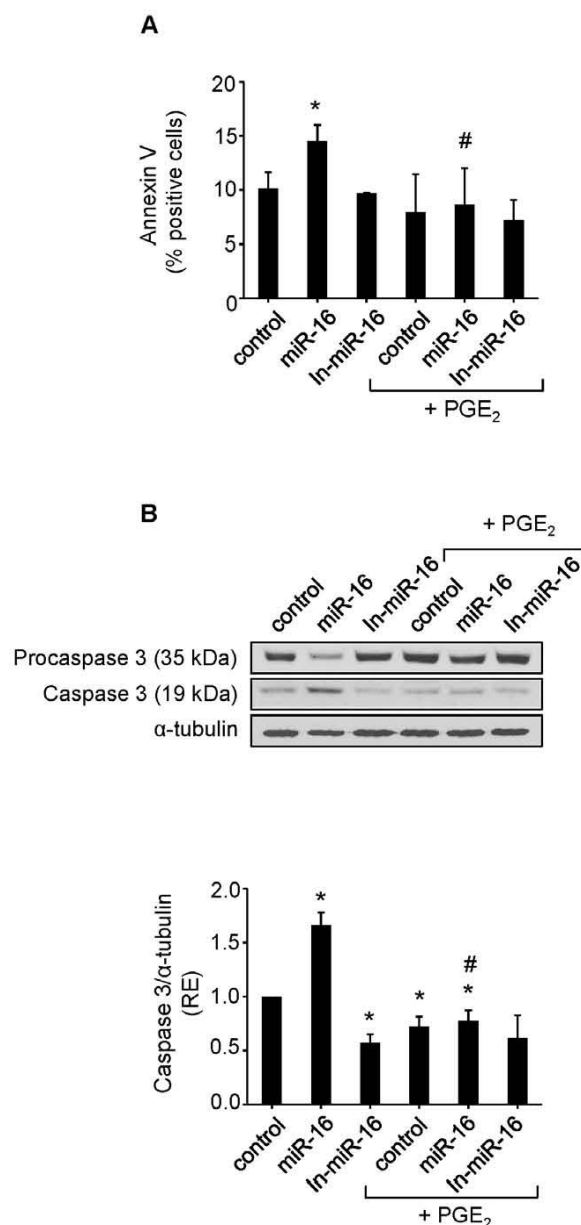 A
Annexin V
(% positive cells)
20
15
10
5
0
*
#
control
miR-16
In-miR-16
control
miR-16
In-miR-16
+ PGE₂
B
+ PGE₂
control
miR-16
In-miR-16
control
miR-16
In-miR-16
Procaspase 3 (35 kDa)
Caspase 3 (19 kDa)
α-tubulin
Caspase 3/α-tubulin
(RE)
2.0
1.0
0.5
0.0
*
*
*
#
*
control
miR-16
In-miR-16
control
miR-16
In-miR-16
+ PGE₂